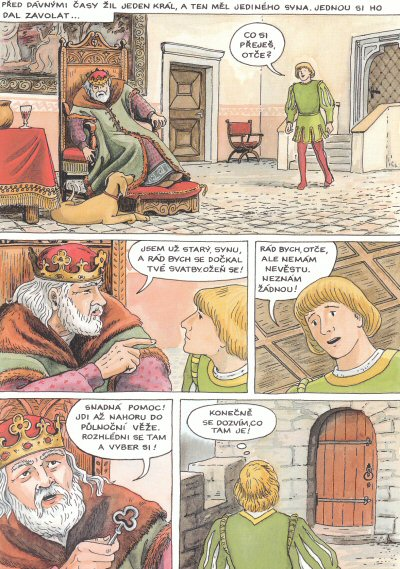 PŘED DÁVNÝMI ČASY ŽIL JEDEN KRÁL, A TEN MĚL JEDINÉHO SYNA. JEDNOU SI HO
DAL ZAVOLAT...
CO SI
PŘEJEŠ,
OTČE?
JSEM UŽ STARÝ, SYNU,
A RÁD BYCH SE DOČKAL
TVÉ SVATBY. OŽEŇ SE!
RÁD BYCH, OTČE,
ALE NEMÁM
NEVĚSTU.
NEZNÁM
ŽÁDNOU!
SNADNÁ POMOC!
JDI AŽ NAHORU DO
PŮLNOČNÍ VĚŽE.
ROZHLÉDNI SE TAM
A VYBER SI!
KONEČNĚ
SE DOZVÍM, CO
TAM JE!